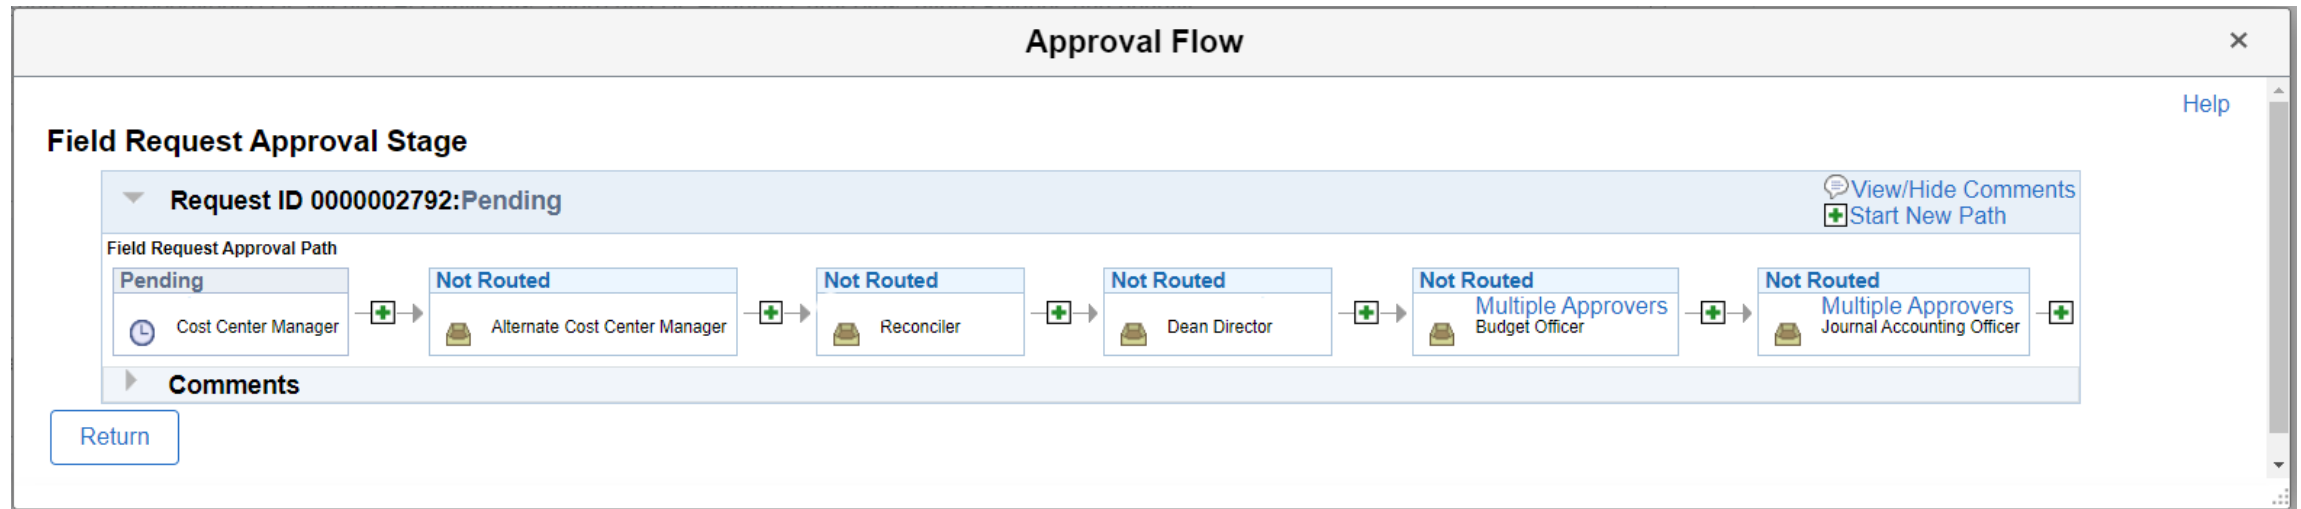 Approval Flow
×
Help
Field Request Approval Stage
Request ID 0000002792:Pending
View/Hide Comments
Start New Path
Field Request Approval Path
Pending
Cost Center Manager
Not Routed
Alternate Cost Center Manager
Not Routed
Reconciler
Not Routed
Dean Director
Not Routed
Multiple Approvers
Budget Officer
Not Routed
Multiple Approvers
Journal Accounting Officer
Comments
Return